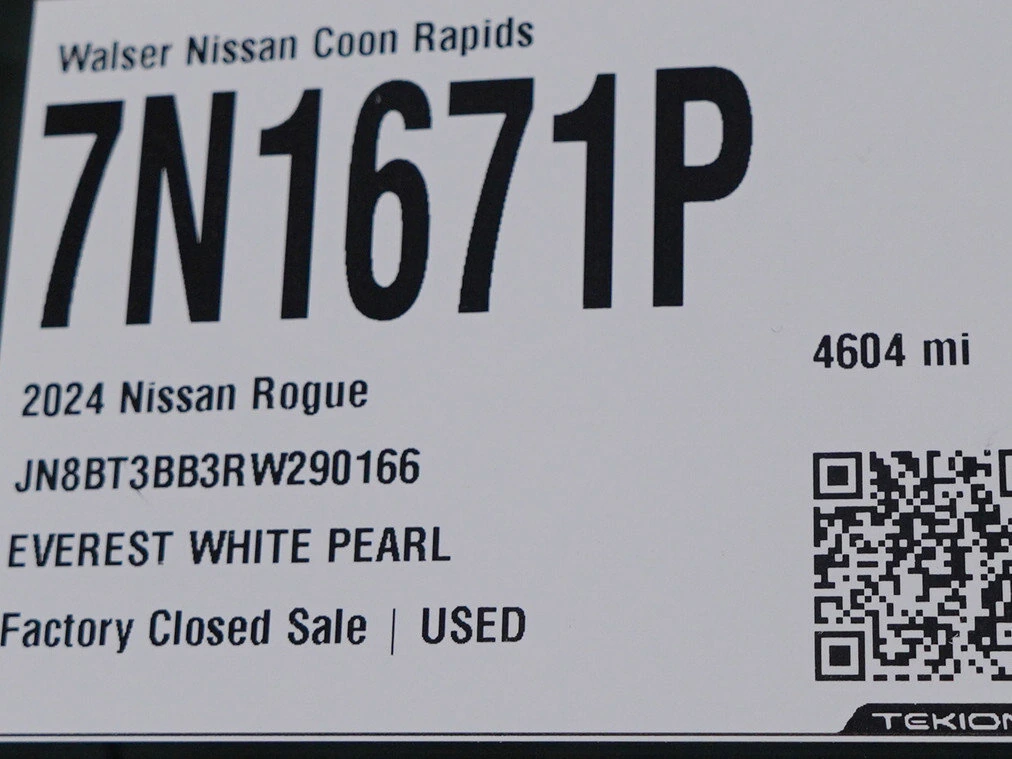 Walser Nissan Coon Rapids
7N1671P
4604 mi
2024 Nissan Rogue
JN8BT3BB3RW290166
EVEREST WHITE PEARL
Factory Closed Sale | USED
TEKION